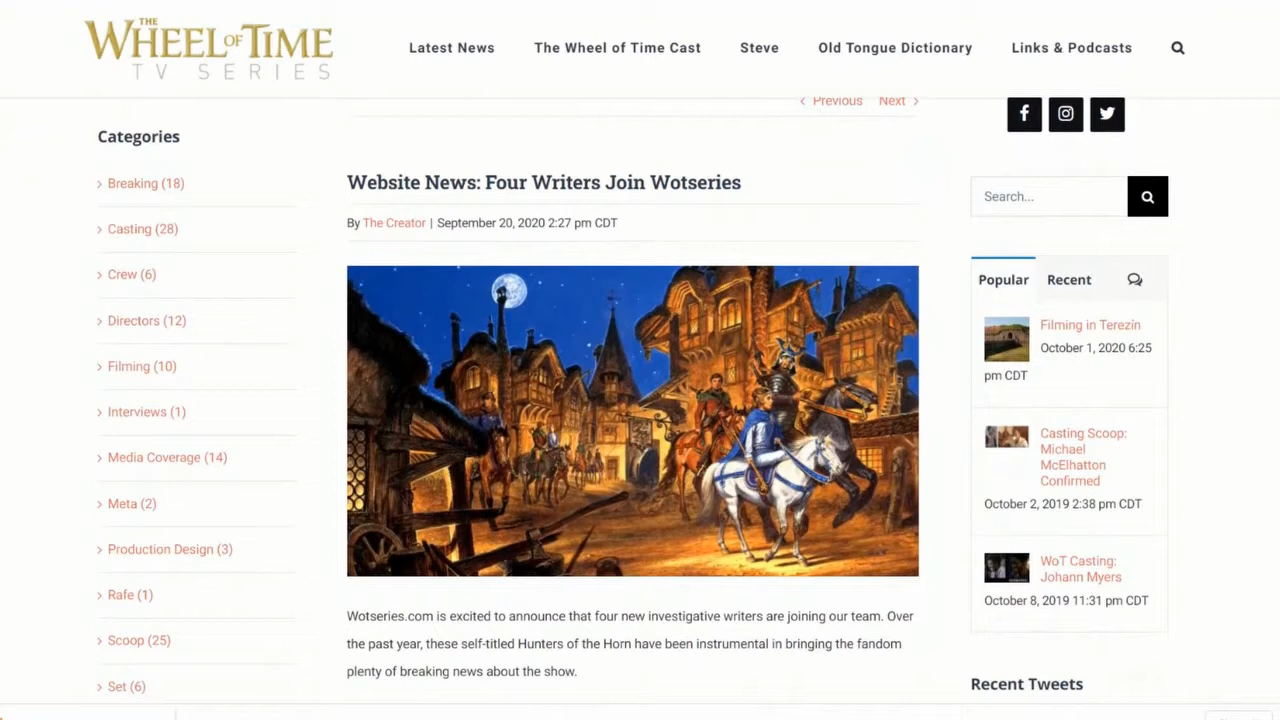 THE
WHEEL OF TIME
TV SERIES
Latest News
The Wheel of Time Cast
Steve
Old Tongue Dictionary
Links & Podcasts
Previous
Next
Categories
Breaking (18)
Casting (28)
Crew (6)
Directors (12)
Filming (10)
Interviews (1)
Media Coverage (14)
Meta (2)
Production Design (3)
Rafe (1)
Scoop (25)
Set (6)
Website News: Four Writers Join Wotseries
By The Creator | September 20, 2020 2:27 pm CDT
Wotseries.com is excited to announce that four new investigative writers are joining our team. Over
the past year, these self-titled Hunters of the Horn have been instrumental in bringing the fandom
plenty of breaking news about the show.
Search...
Popular
Recent
Filming in Terezín
October 1, 2020 6:25
pm CDT
Casting Scoop:
Michael
McElhatton
Confirmed
October 2, 2019 2:38 pm CDT
WoT Casting:
Johann Myers
October 8, 2019 11:31 pm CDT
Recent Tweets